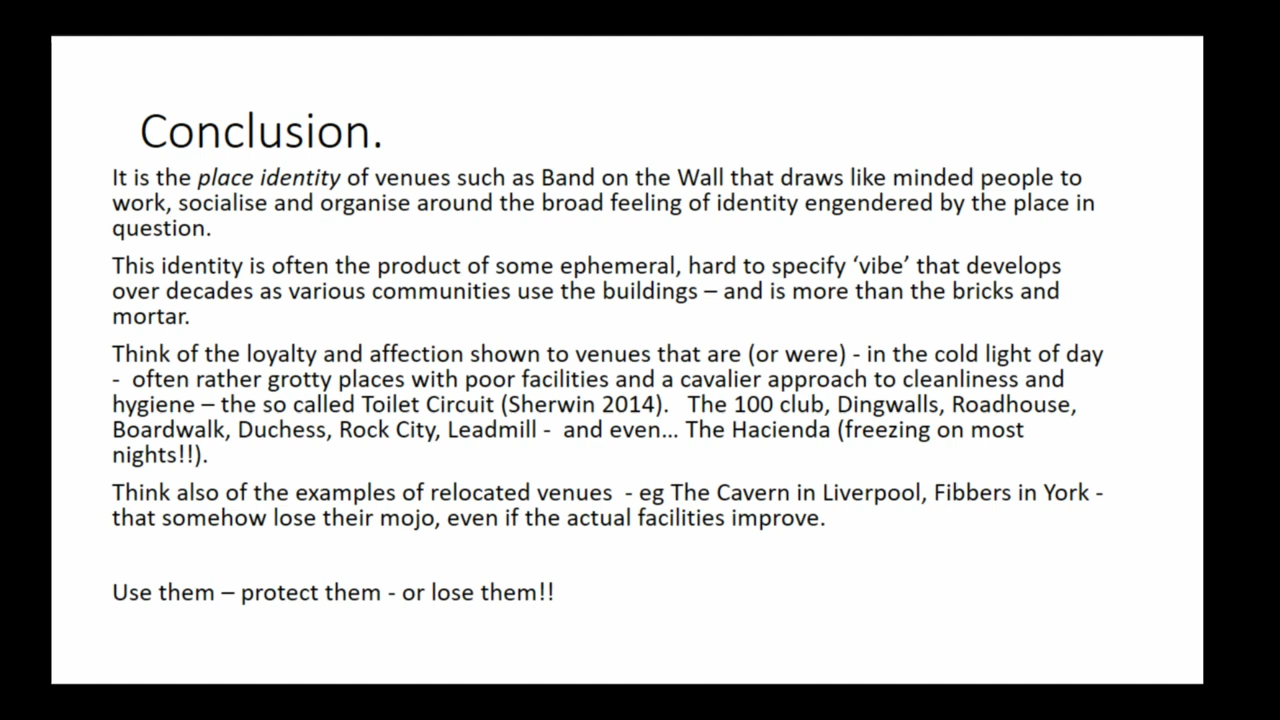 Conclusion.
It is the place identity of venues such as Band on the Wall that draws like minded people to
work, socialise and organise around the broad feeling of identity engendered by the place in
question.
This identity is often the product of some ephemeral, hard to specify ‘vibe’ that develops
over decades as various communities use the buildings – and is more than the bricks and
mortar.
Think of the loyalty and affection shown to venues that are (or were) - in the cold light of day
-  often rather grotty places with poor facilities and a cavalier approach to cleanliness and
hygiene – the so called Toilet Circuit (Sherwin 2014).   The 100 club, Dingwalls, Roadhouse,
Boardwalk, Duchess, Rock City, Leadmill -  and even... The Hacienda (freezing on most
nights!!).
Think also of the examples of relocated venues  - eg The Cavern in Liverpool, Fibbers in York -
that somehow lose their mojo, even if the actual facilities improve.
Use them – protect them - or lose them!!